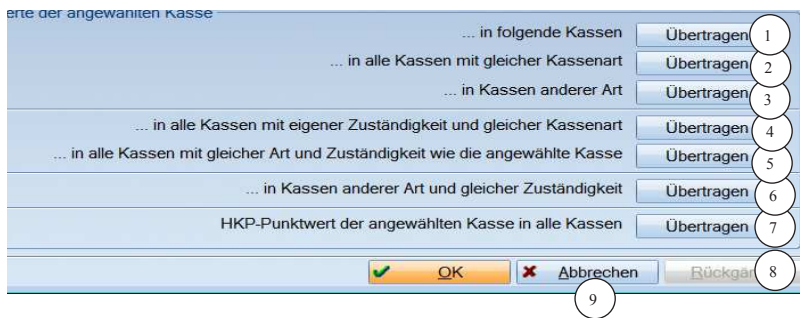 erte der angewählten Kasse
... in folgende Kassen Übertragen 1
... in alle Kassen mit gleicher Kassenart Übertragen 2
... in Kassen anderer Art Übertragen 3
... in alle Kassen mit eigener Zuständigkeit und gleicher Kassenart Übertragen 4
... in alle Kassen mit gleicher Art und Zuständigkeit wie die angewählte Kasse Übertragen 5
... in Kassen anderer Art und gleicher Zuständigkeit Übertragen 6
HKP-Punktwert der angewählten Kasse in alle Kassen Übertragen 7
OK Abbrechen Rückgä 8
9